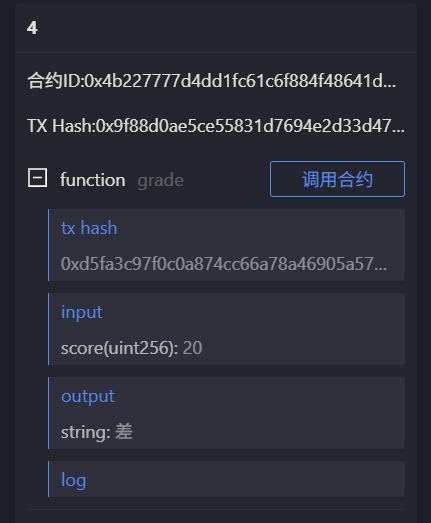 4
合约ID:0x4b227777d4dd1fc61c6f884f48641d...
TX Hash:0x9f88d0ae5ce55831d7694e2d33d47...
function grade 调用合约
tx hash
0xd5fa3c97f0c0a874cc66a78a46905a57...
input
score(uint256): 20
output
string: 差
log